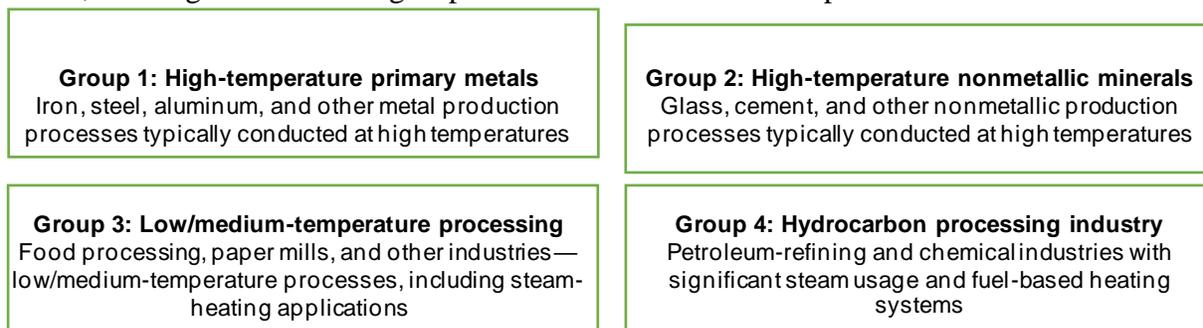 Group 1: High-temperature primary metals
Iron, steel, aluminum, and other metal production
processes typically conducted at high temperatures
Group 2: High-temperature nonmetallic minerals
Glass, cement, and other nonmetallic production
processes typically conducted at high temperatures
Group 3: Low/medium-temperature processing
Food processing, paper mills, and other industries—
low/medium-temperature processes, including steam-
heating applications
Group 4: Hydrocarbon processing industry
Petroleum-refining and chemical industries with
significant steam usage and fuel-based heating
systems